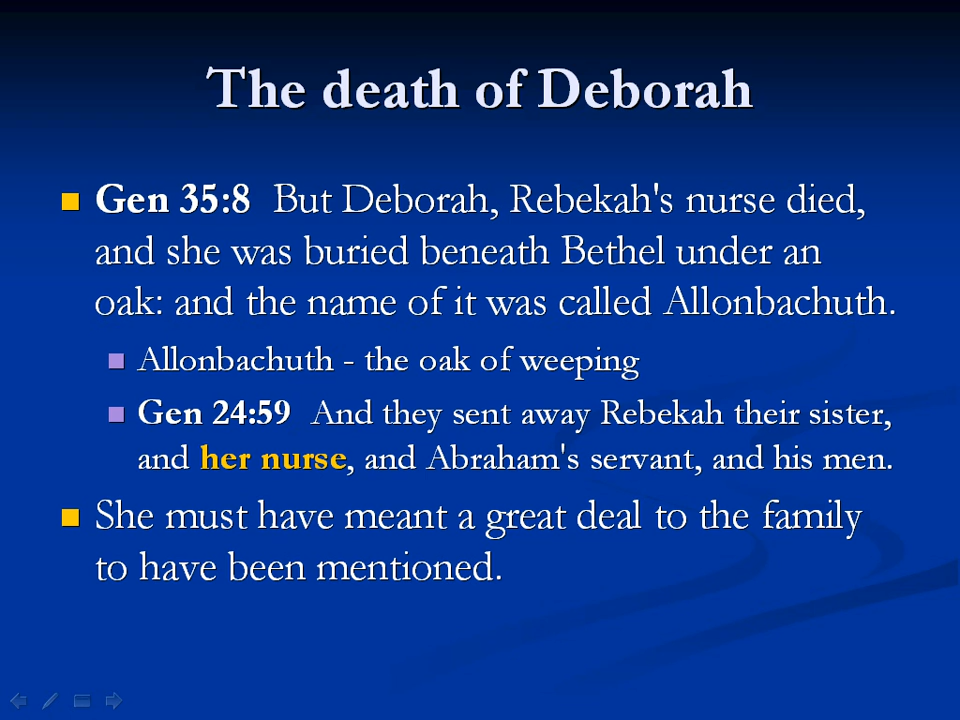 The death of Deborah
Gen 35:8 But Deborah, Rebekah's nurse died,
and she was buried beneath Bethel under an
oak: and the name of it was called Allonbachuth.
Allonbachuth - the oak of weeping
Gen 24:59 And they sent away Rebekah their sister,
and her nurse, and Abraham's servant, and his men.
She must have meant a great deal to the family
to have been mentioned.